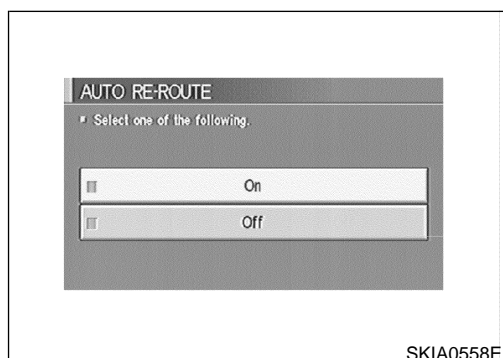 AUTO RE-ROUTE
Select one of the following.
On
Off
SKIA0558E